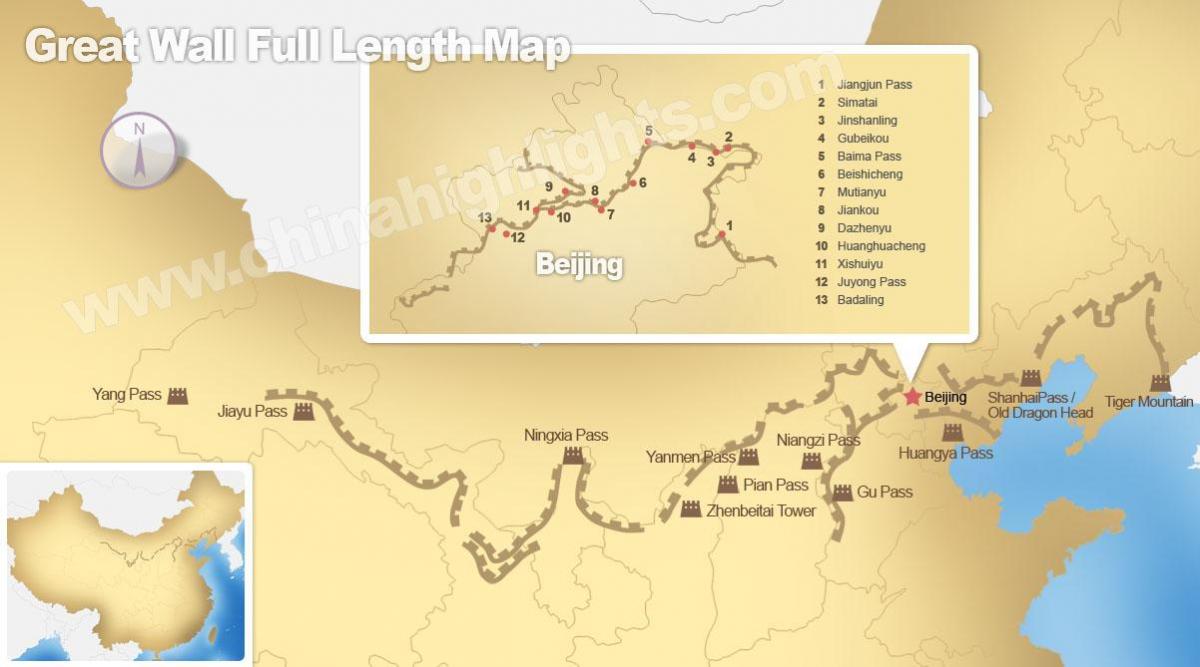 Great Wall Full Length Map
www.chinahighlights.com
N
1 Jiangjun Pass
2 Simatai
3 Jinshanling
4 Gubeikou
5 Baima Pass
6 Beishicheng
7 Mutianyu
8 Jiankou
9 Dazhenyu
10 Huanghuacheng
11 Xishuiyu
12 Juyong Pass
13 Badaling
5
2
4
3
9
8
6
11
10
7
13
12
1
Beijing
Yang Pass
Jiayu Pass
Ningxia Pass
Yanmen Pass
Niangzi Pass
Pian Pass
Zhenbeitai Tower
Gu Pass
Beijing
Huangya Pass
ShanhaiPass /
Old Dragon Head
Tiger Mountain